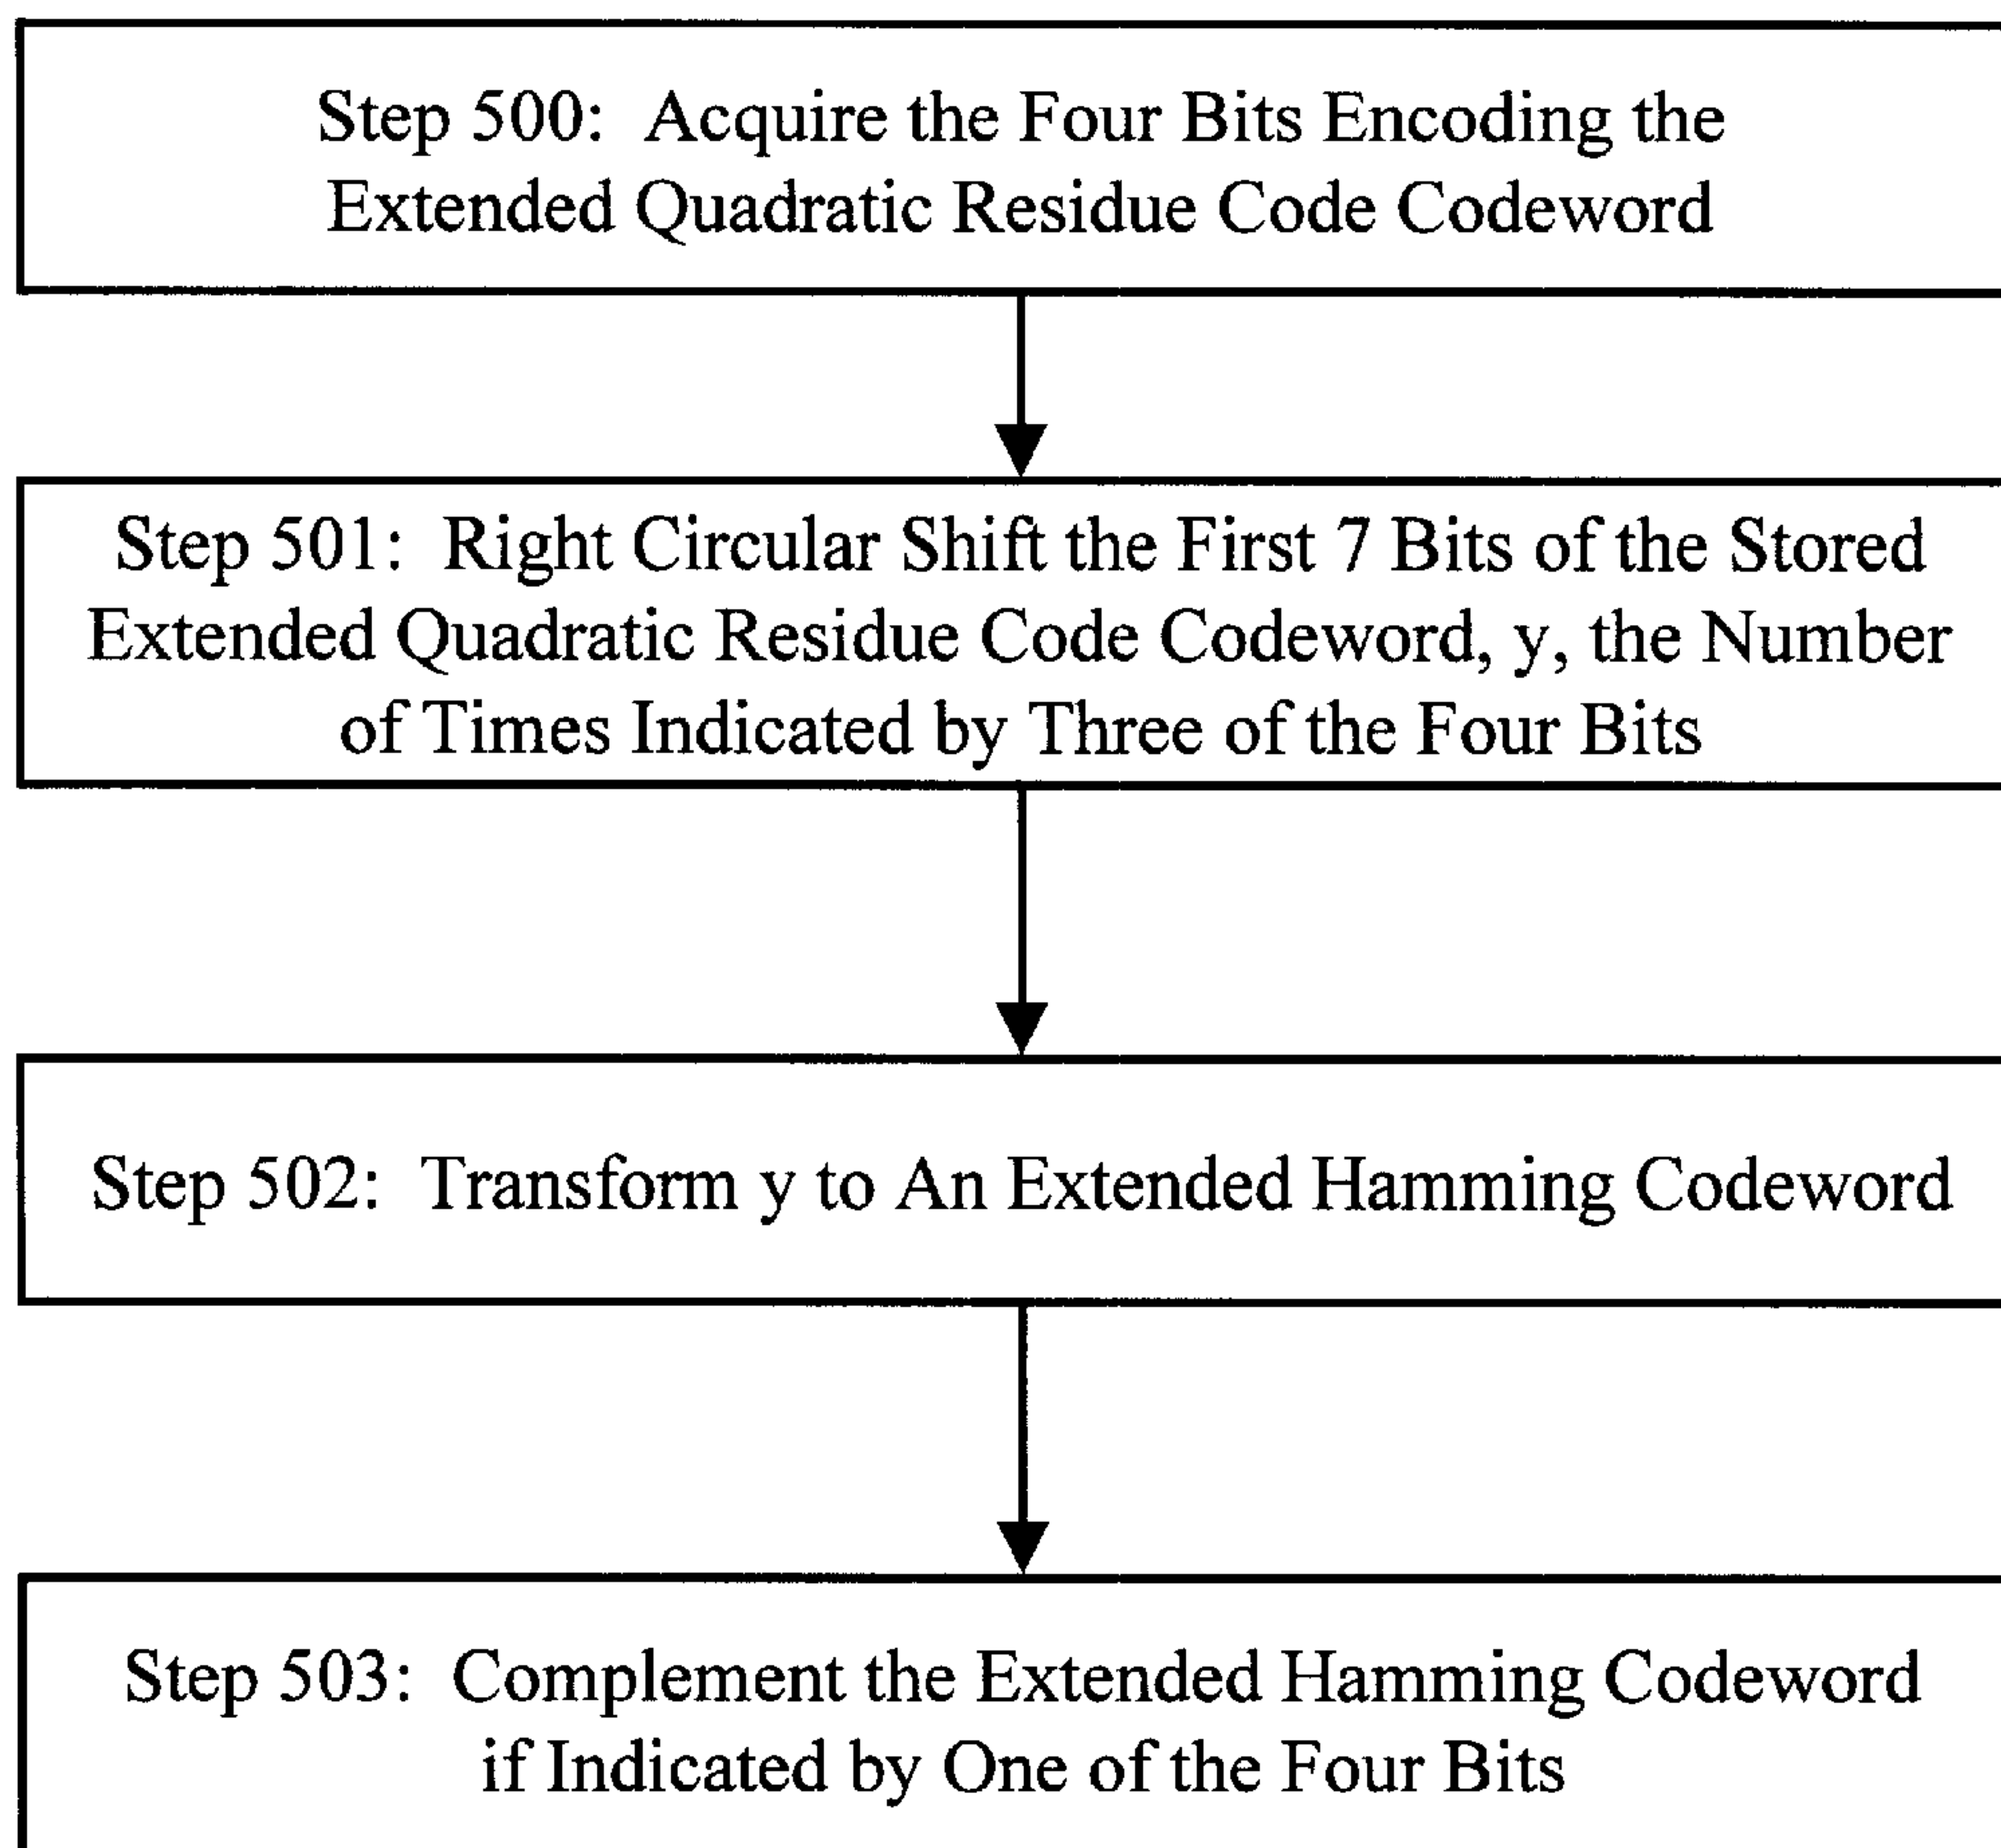 Step 500: Acquire the Four Bits Encoding the
Extended Quadratic Residue Code Codeword
Step 501: Right Circular Shift the First 7 Bits of the Stored
Extended Quadratic Residue Code Codeword, y, the Number
of Times Indicated by Three of the Four Bits
Step 502: Transform y to An Extended Hamming Codeword
Step 503: Complement the Extended Hamming Codeword
if Indicated by One of the Four Bits